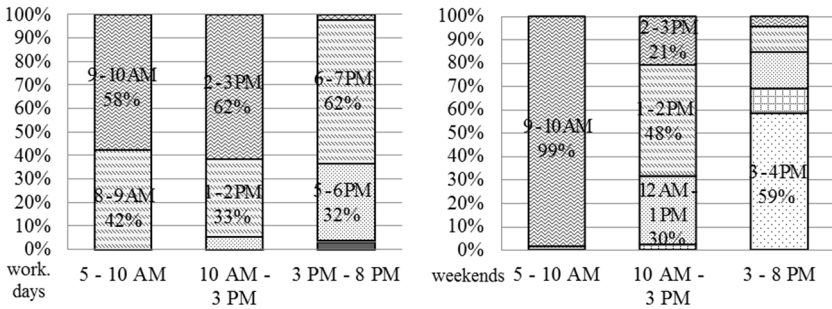 100%
90%
80%
70%
60%
50%
40%
30%
20%
10%
0%
9-10AM
58%
8-9AM
42%
2-3PM
62%
1-2PM
33%
6-7PM
62%
5-6PM
32%
work.
days
5 - 10 AM
10 AM -
3 PM
3 PM - 8 PM
100%
90%
80%
70%
60%
50%
40%
30%
20%
10%
0%
9-10AM
99%
2-3PM
21%
1-2PM
48%
12AM-
1PM
30%
3-4PM
59%
weekends
5 - 10 AM
10 AM -
3 PM
3 - 8 PM